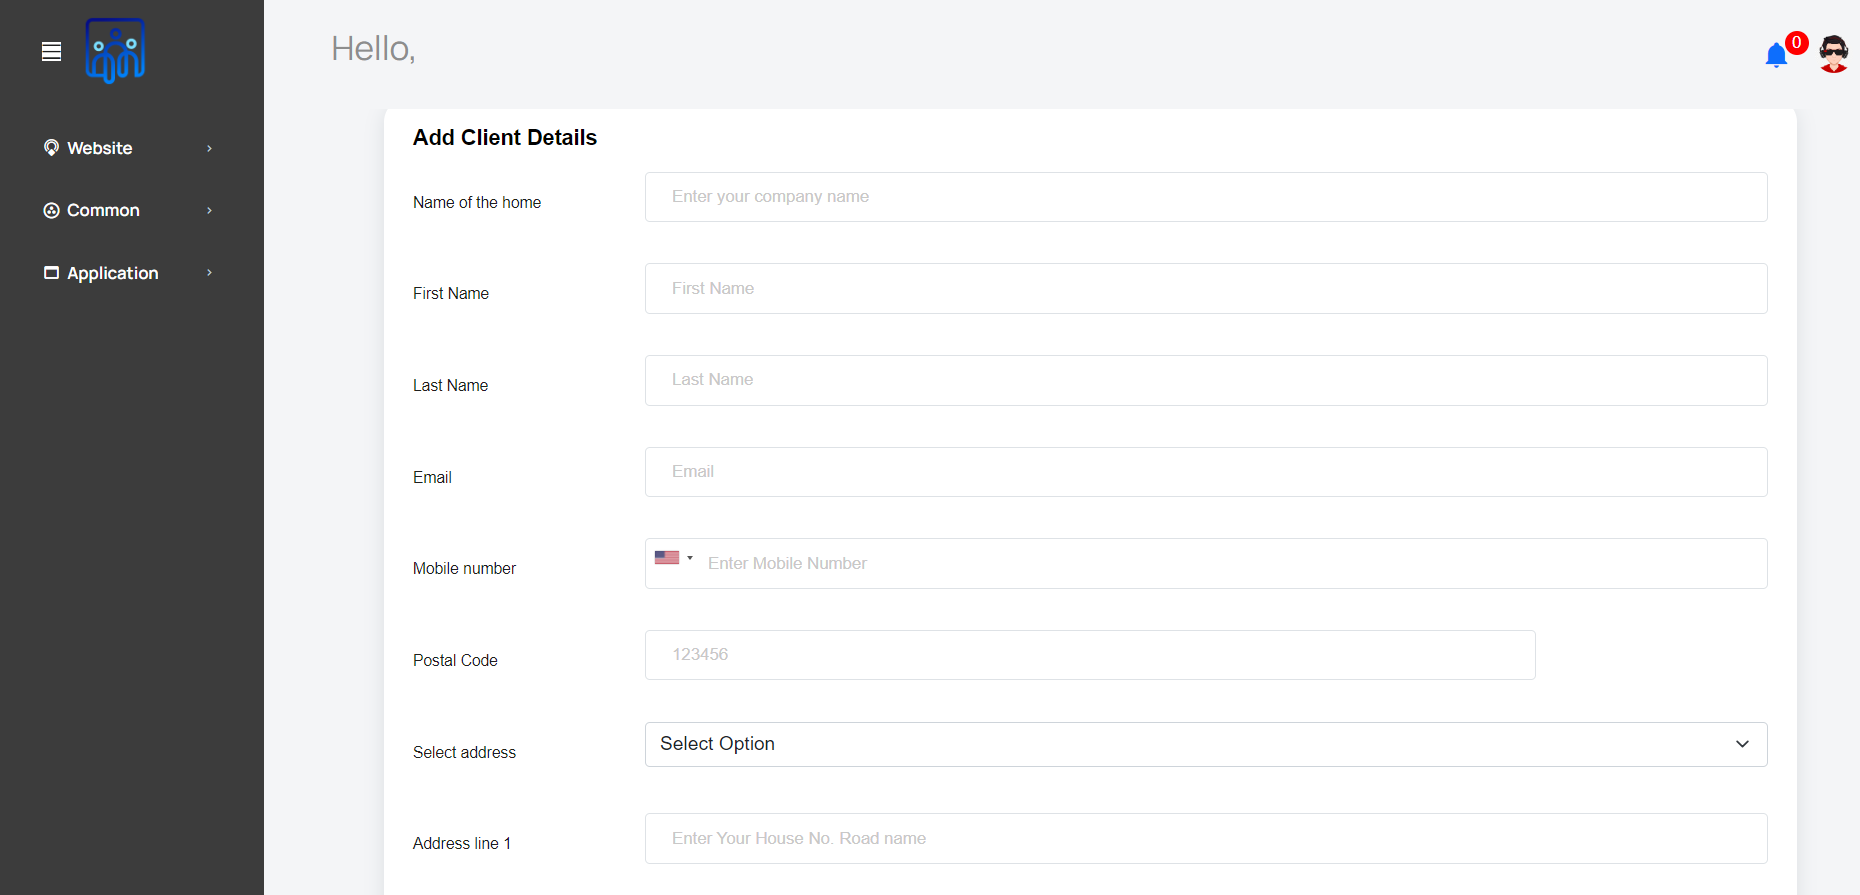 Hello,
0
Website
Common
Application
Add Client Details
Name of the home
Enter your company name
First Name
First Name
Last Name
Last Name
Email
Email
Mobile number
Enter Mobile Number
Postal Code
123456
Select address
Select Option
Address line 1
Enter Your House No. Road name